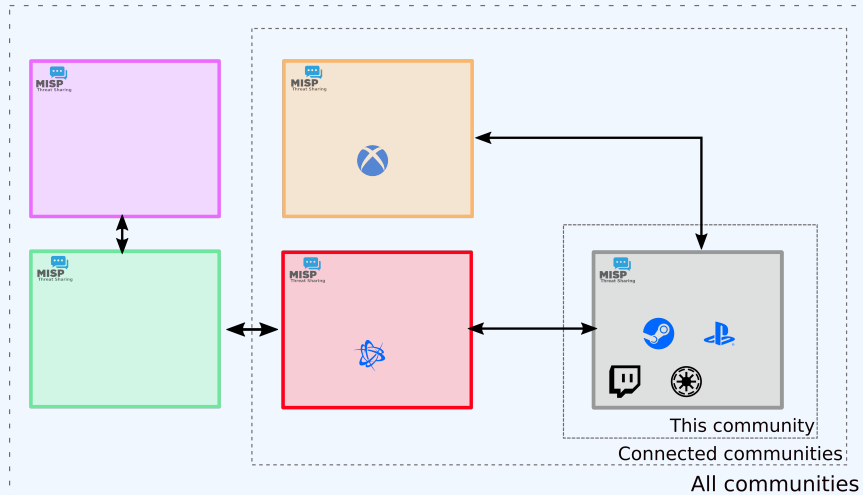 MISP
Threat Sharing
MISP
Threat Sharing
MISP
Threat Sharing
MISP
Threat Sharing
MISP
Threat Sharing
This community
Connected communities
All communities